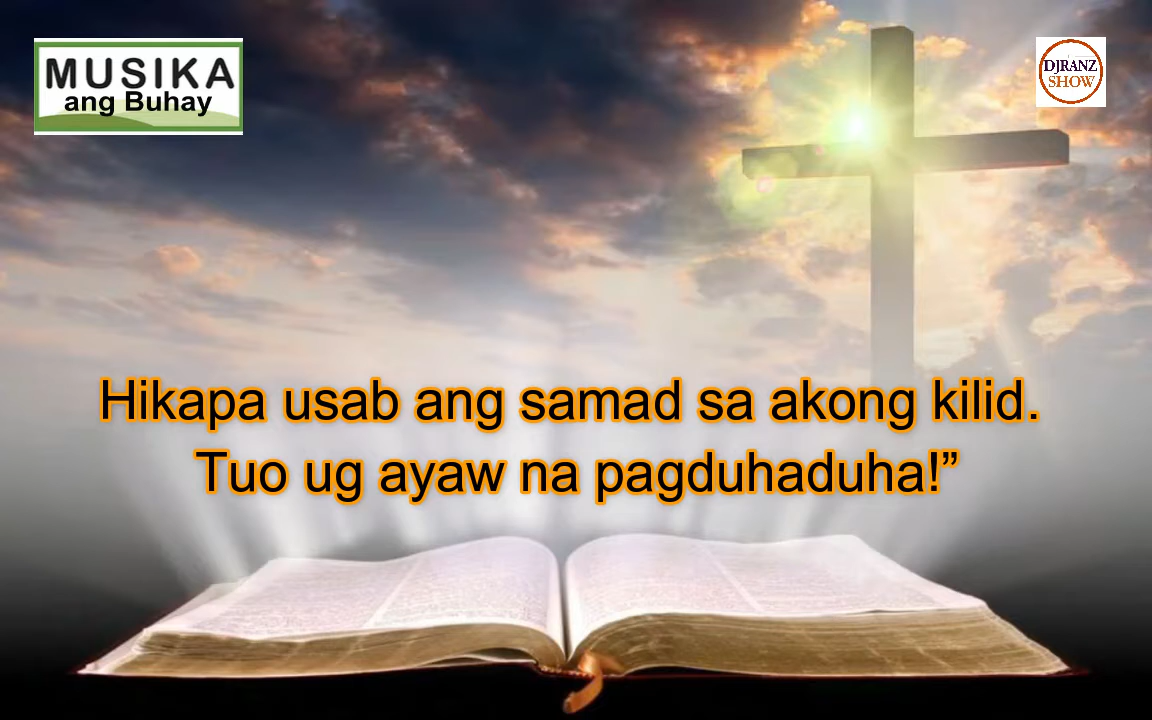 MUSIKA
ang Buhay
DJRANZ
SHOW
Hikapa usab ang samad sa akong kilid.
Tuo ug ayaw na pagduhaduha!”